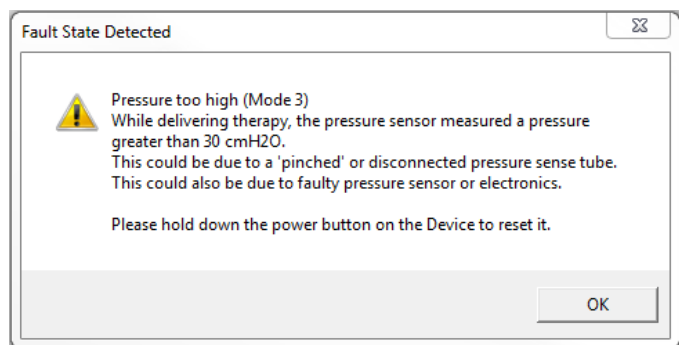 Fault State Detected
Pressure too high (Mode 3)
While delivering therapy, the pressure sensor measured a pressure
greater than 30 cmH2O.
This could be due to a 'pinched' or disconnected pressure sense tube.
This could also be due to faulty pressure sensor or electronics.
Please hold down the power button on the Device to reset it.
OK